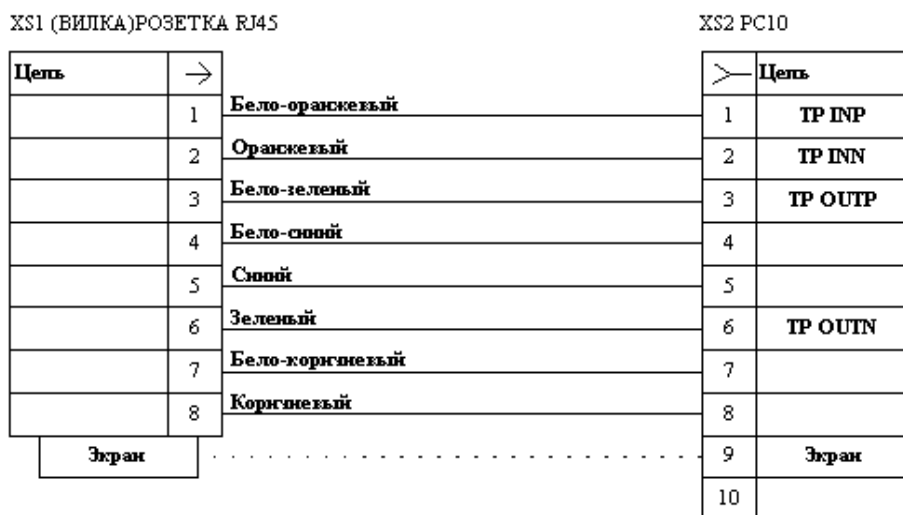 XS1 (ВИЛКА)РОЗЕТКА RJ45 XS2 РС10
Цепь Цепь
1 Бело-оранжевый 1 TP INP
2 Оранжевый 2 TP INN
3 Бело-зеленый 3 TP OUTP
4 Бело-синий 4
5 Синий 5
6 Зеленый 6 TP OUTN
7 Бело-коричневый 7
8 Коричневый 8
Экран 9 Экран
10